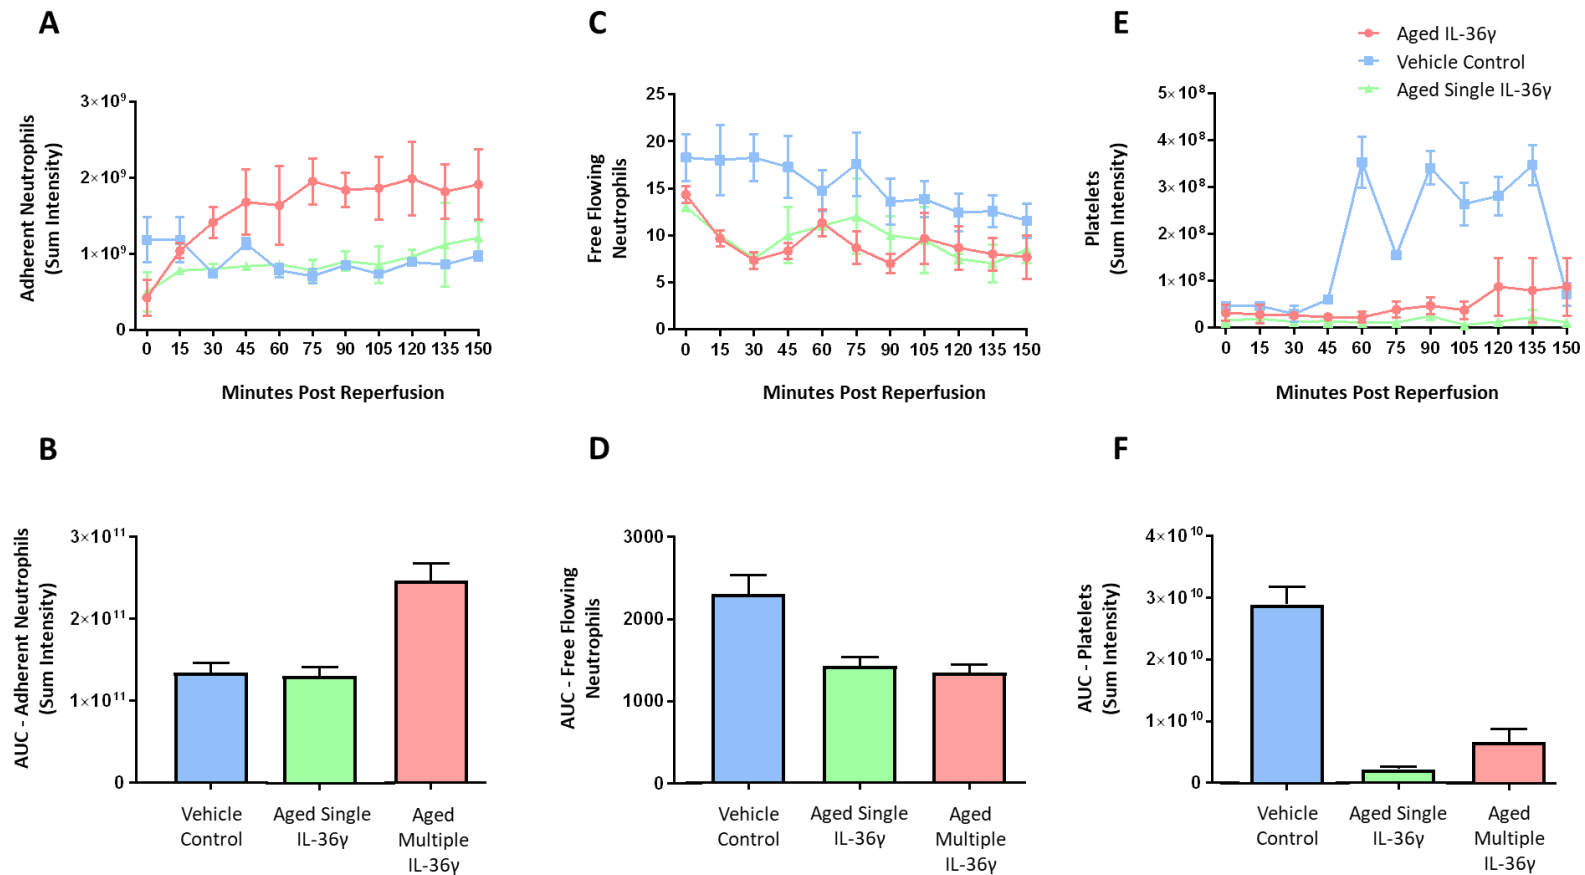 A
Adherent Neutrophils
(Sum Intensity)
3×10⁹
2×10⁹
1×10⁹
0
0 15 30 45 60 75 90 105 120 135 150
Minutes Post Reperfusion
C
Free Flowing
Neutrophils
25
20
15
10
5
0
0 15 30 45 60 75 90 105 120 135 150
Minutes Post Reperfusion
E
Aged IL-36γ
Vehicle Control
Aged Single IL-36γ
Platelets
(Sum Intensity)
5×10⁸
4×10⁸
3×10⁸
2×10⁸
1×10⁸
0
0 15 30 45 60 75 90 105 120 135 150
Minutes Post Reperfusion
B
AUC - Adherent Neutrophils
(Sum Intensity)
3×10¹¹
2×10¹¹
1×10¹¹
0
Vehicle
Control
Aged Single
IL-36γ
Aged
Multiple
IL-36γ
D
AUC - Free Flowing
Neutrophils
3000
2000
1000
0
Vehicle
Control
Aged Single
IL-36γ
Aged
Multiple
IL-36γ
F
AUC - Platelets
(Sum Intensity)
4×10¹⁰
3×10¹⁰
2×10¹⁰
1×10¹⁰
0
Vehicle
Control
Aged Single
IL-36γ
Aged
Multiple
IL-36γ